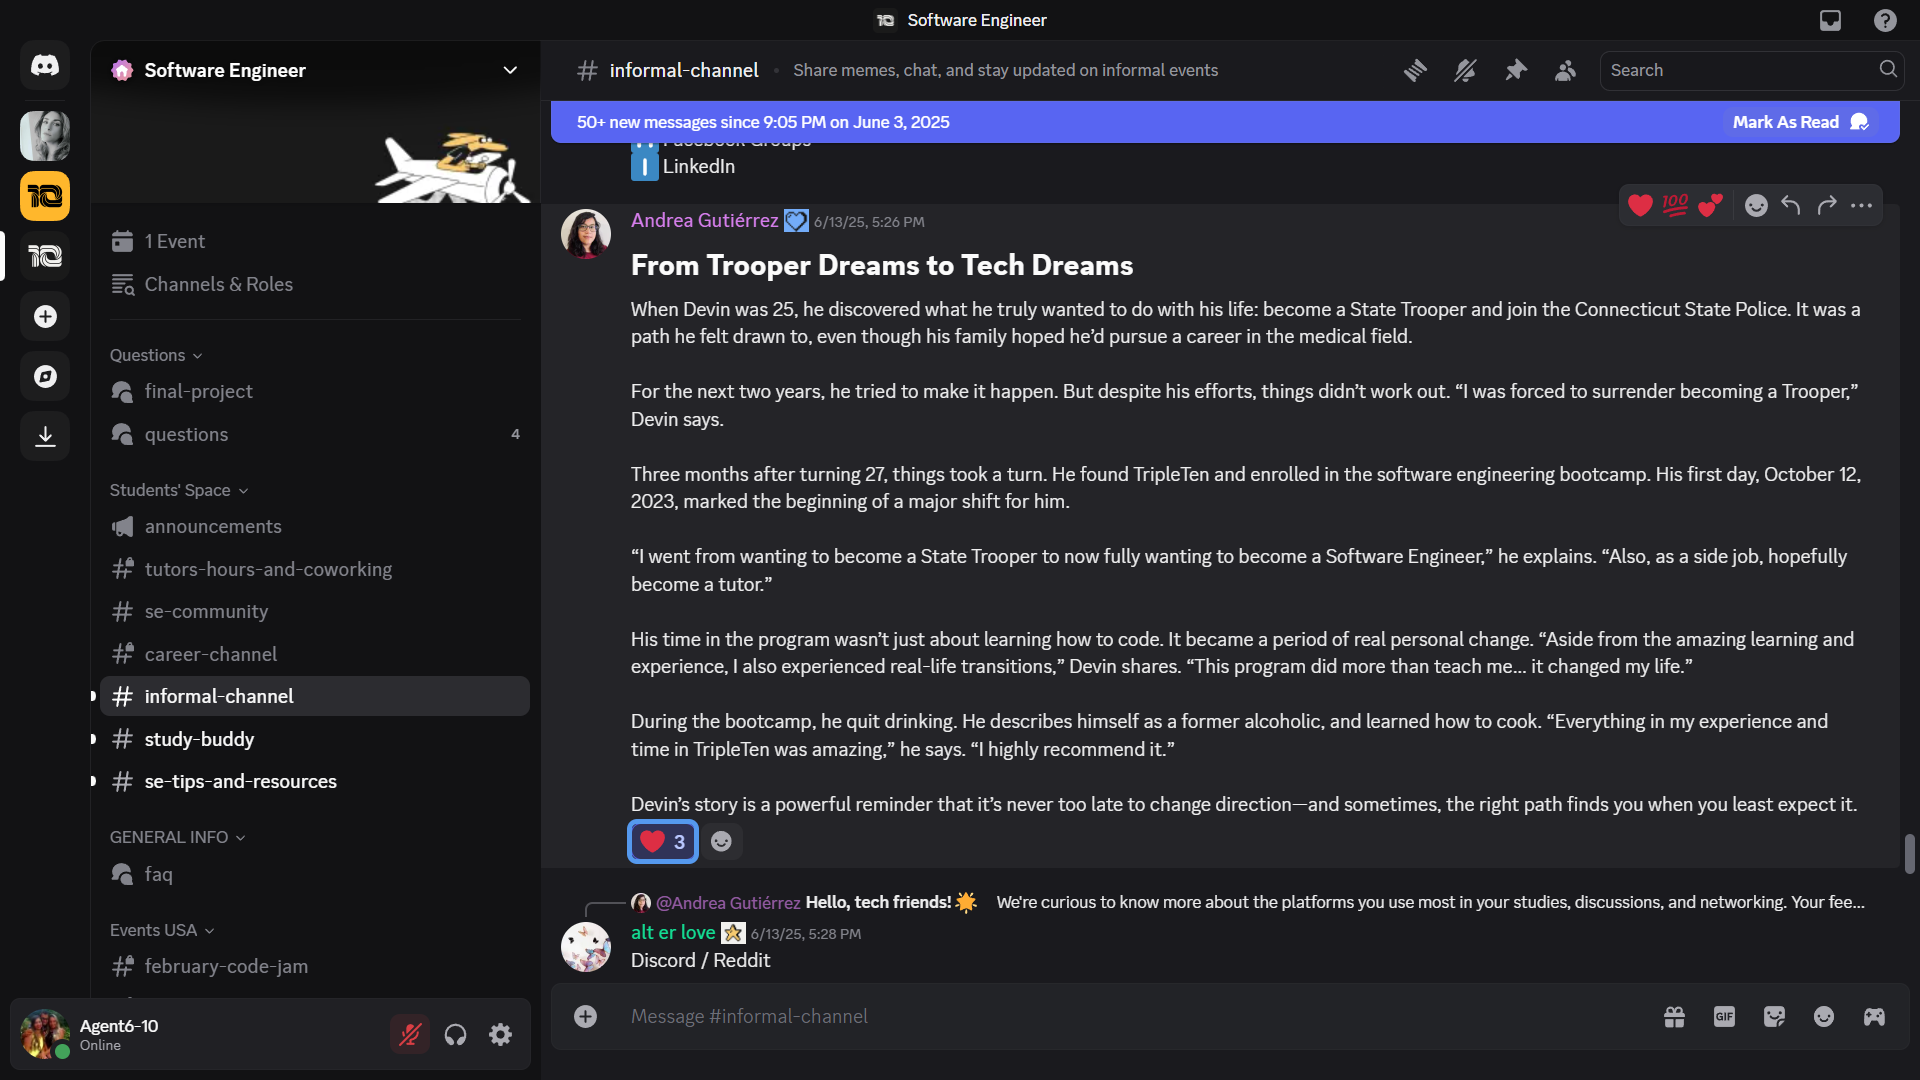 Software Engineer
Software Engineer
1 Event
Channels & Roles
Questions
final-project
questions
4
Students' Space
announcements
tutors-hours-and-coworking
se-community
career-channel
informal-channel
study-buddy
se-tips-and-resources
GENERAL INFO
faq
Events USA
february-code-jam
Agent6-10
Online
informal-channel
Share memes, chat, and stay updated on informal events
Search
50+ new messages since 9:05 PM on June 3, 2025
Mark As Read
Facebook Groups
LinkedIn
Andrea Gutiérrez 6/13/25, 5:26 PM
From Trooper Dreams to Tech Dreams
When Devin was 25, he discovered what he truly wanted to do with his life: become a State Trooper and join the Connecticut State Police. It was a
path he felt drawn to, even though his family hoped he’d pursue a career in the medical field.
For the next two years, he tried to make it happen. But despite his efforts, things didn’t work out. “I was forced to surrender becoming a Trooper,”
Devin says.
Three months after turning 27, things took a turn. He found TripleTen and enrolled in the software engineering bootcamp. His first day, October 12,
2023, marked the beginning of a major shift for him.
“I went from wanting to become a State Trooper to now fully wanting to become a Software Engineer,” he explains. “Also, as a side job, hopefully
become a tutor.”
His time in the program wasn’t just about learning how to code. It became a period of real personal change. “Aside from the amazing learning and
experience, I also experienced real-life transitions,” Devin shares. “This program did more than teach me... it changed my life.”
During the bootcamp, he quit drinking. He describes himself as a former alcoholic, and learned how to cook. “Everything in my experience and
time in TripleTen was amazing,” he says. “I highly recommend it.”
Devin’s story is a powerful reminder that it’s never too late to change direction—and sometimes, the right path finds you when you least expect it.
3
@Andrea Gutiérrez Hello, tech friends! We're curious to know more about the platforms you use most in your studies, discussions, and networking. Your fee...
alt er love 6/13/25, 5:28 PM
Discord / Reddit
Message #informal-channel
GIF